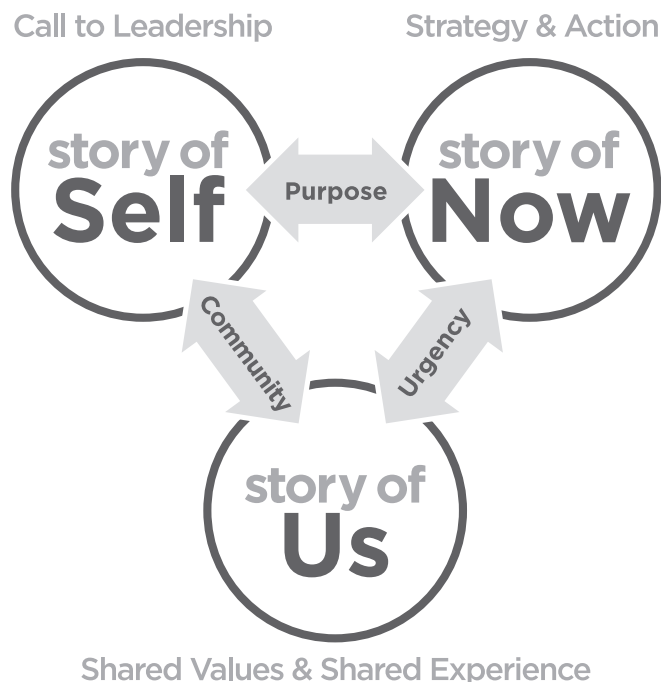 Call to Leadership
Strategy & Action
story of
Self
Purpose
story of
Now
Community
Urgency
story of
Us
Shared Values & Shared Experience